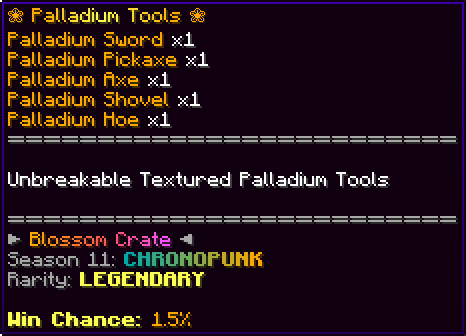 ❀ Palladium Tools ❀
Palladium Sword x1
Palladium Pickaxe x1
Palladium Axe x1
Palladium Shovel x1
Palladium Hoe x1
==============================
Unbreakable Textured Palladium Tools
==============================
► Blossom Crate ◄
Season 11: CHRONOPUNK
Rarity: LEGENDARY
Win Chance: 1.5%